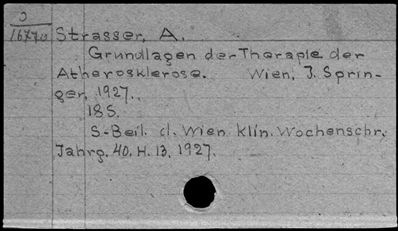 O
16770 Strasser, A.
Grundlagen der Therapie der
Atherosklerose. Wien, J. Sprin-
ger, 1927.
18 S.
S-Beil. d. Wien klin. Wochenschr.
Jahrg. 40, H. 13, 1927.